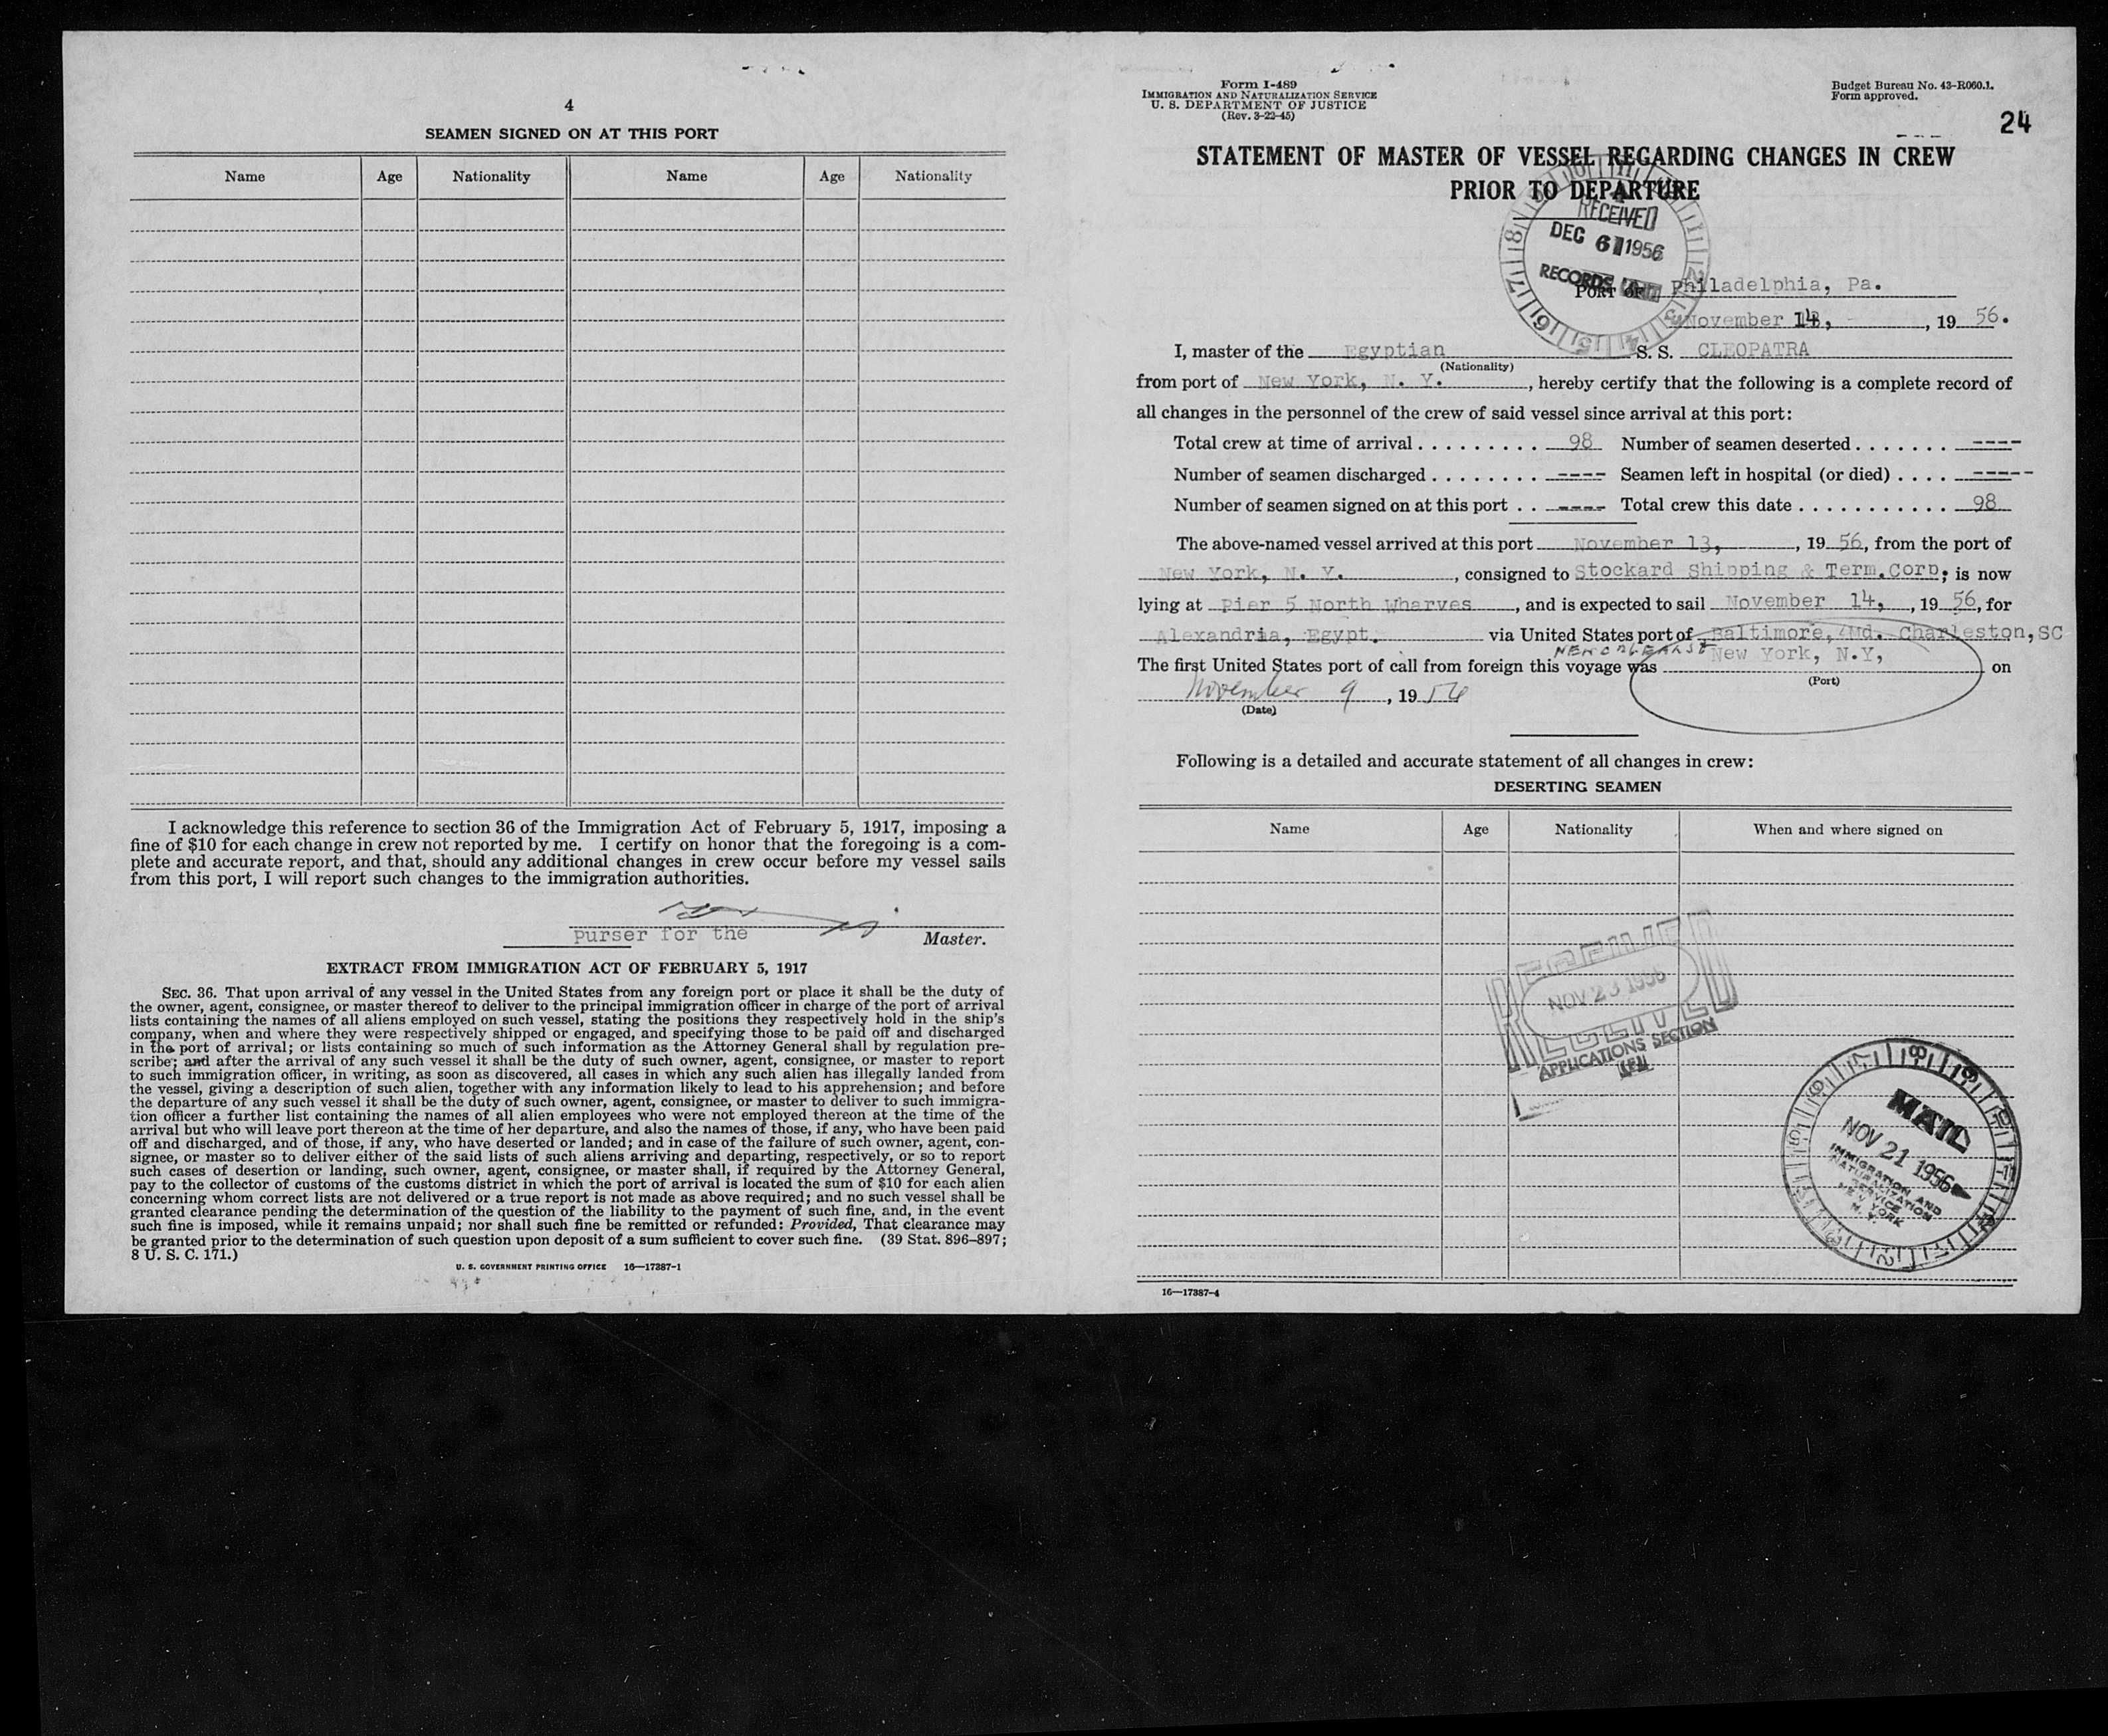 4
SEAMEN SIGNED ON AT THIS PORT
Name Age Nationality Name Age Nationality
I acknowledge this reference to section 36 of the Immigration Act of February 5, 1917, imposing a
fine of $10 for each change in crew not reported by me. I certify on honor that the foregoing is a com-
plete and accurate report, and that, should any additional changes in crew occur before my vessel sails
from this port, I will report such changes to the immigration authorities.
Purser for the Master.
EXTRACT FROM IMMIGRATION ACT OF FEBRUARY 5, 1917
SEC. 36. That upon arrival of any vessel in the United States from any foreign port or place it shall be the duty of
the owner, agent, consignee, or master thereof to deliver to the principal immigration officer in charge of the port of arrival
lists containing the names of all aliens employed on such vessel, stating the positions they respectively hold in the ship's
company, when and where they were respectively shipped or engaged, and specifying those to be paid off and discharged
in the port of arrival; or lists containing so much of such information as the Attorney General shall by regulation pre-
scribe; and after the arrival of any such vessel it shall be the duty of such owner, agent, consignee, or master to report
to such immigration officer, in writing, as soon as discovered, all cases in which any such alien has illegally landed from
the vessel, giving a description of such alien, together with any information likely to lead to his apprehension; and before
the departure of any such vessel it shall be the duty of such owner, agent, consignee, or master to deliver to such immigra-
tion officer a further list containing the names of all alien employees who were not employed thereon at the time of the
arrival but who will leave port thereon at the time of her departure, and also the names of those, if any, who have been paid
off and discharged, and of those, if any, who have deserted or landed; and in case of the failure of such owner, agent, con-
signee, or master so to deliver either of the said lists of such aliens arriving and departing, respectively, or so to report
such cases of desertion or landing, such owner, agent, consignee, or master shall, if required by the Attorney General,
pay to the collector of customs of the customs district in which the port of arrival is located the sum of $10 for each alien
concerning whom correct lists are not delivered or a true report is not made as above required; and no such vessel shall be
granted clearance pending the determination of the question of the liability to the payment of such fine, and, in the event
such fine is imposed, while it remains unpaid; nor shall such fine be remitted or refunded: Provided, That clearance may
be granted prior to the determination of such question upon deposit of a sum sufficient to cover such fine. (39 Stat. 896–897;
8 U. S. C. 171.)
U. S. GOVERNMENT PRINTING OFFICE 16—17387-1
Form I-489
IMMIGRATION AND NATURALIZATION SERVICE
U. S. DEPARTMENT OF JUSTICE
(Rev. 3-22-45)
Budget Bureau No. 43-R060.1.
Form approved.
24
STATEMENT OF MASTER OF VESSEL REGARDING CHANGES IN CREW
PRIOR TO DEPARTURE
RECEIVED
DEC 6 1956
RECORDS
PORT OF Philadelphia, Pa.
November 14, , 19 56.
I, master of the Egyptian S. S. CLEOPATRA
(Nationality)
from port of New York, N. Y. , hereby certify that the following is a complete record of
all changes in the personnel of the crew of said vessel since arrival at this port:
Total crew at time of arrival . . . . . . . . . . 98 Number of seamen deserted . . . . . . . ----
Number of seamen discharged . . . . . . . . ---- Seamen left in hospital (or died) . . . . -----
Number of seamen signed on at this port . . ---- Total crew this date . . . . . . . . . . . 98
The above-named vessel arrived at this port November 13, , 19 56, from the port of
New York, N. Y. , consigned to Stockard Shipping & Term.Corp; is now
lying at Pier 5 North Wharves , and is expected to sail November 14, , 19 56, for
Alexandria, Egypt. via United States port of Baltimore, Md. Charleston, SC
NEW ORLEANS
The first United States port of call from foreign this voyage was New York, N.Y, on
(Port)
November 9 , 19 56
(Date)
Following is a detailed and accurate statement of all changes in crew:
DESERTING SEAMEN
Name Age Nationality When and where signed on
RECEIVED
NOV 23 1956
APPLICATIONS SECTION
MAIL
NOV 21 1956
IMMIGRATION AND
NATURALIZATION
SERVICE
NEW YORK
N. Y.
16—17387-4